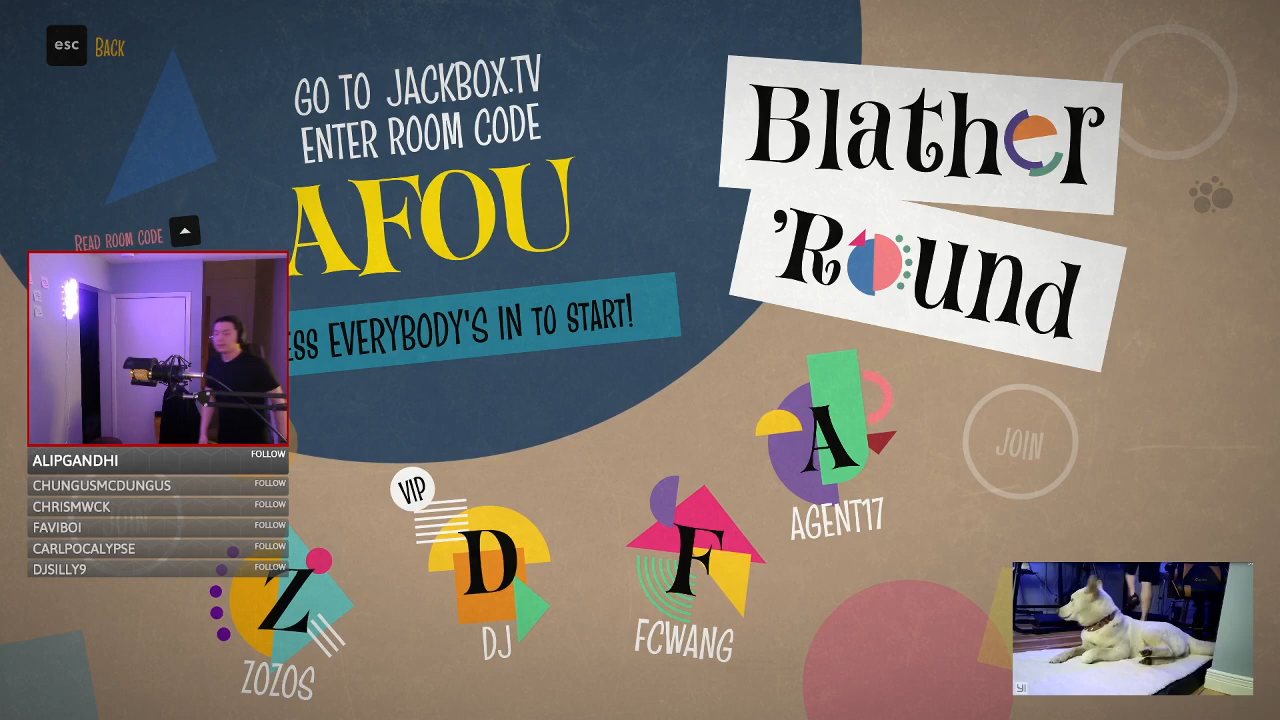 esc BACK
GO TO JACKBOX.TV
ENTER ROOM CODE
AFOU
READ ROOM CODE
ESS EVERYBODY'S IN TO START!
Blather
'Round
JOIN
ALIPGANDHI FOLLOW
CHUNGUSMCDUNGUS FOLLOW
CHRISMWCK FOLLOW
FAVIBOI FOLLOW
CARLPOCALYPSE FOLLOW
DJSILLY9 FOLLOW
VIP
Z
ZOZOS
D
DJ
F
FCWANG
A
AGENT17
YI